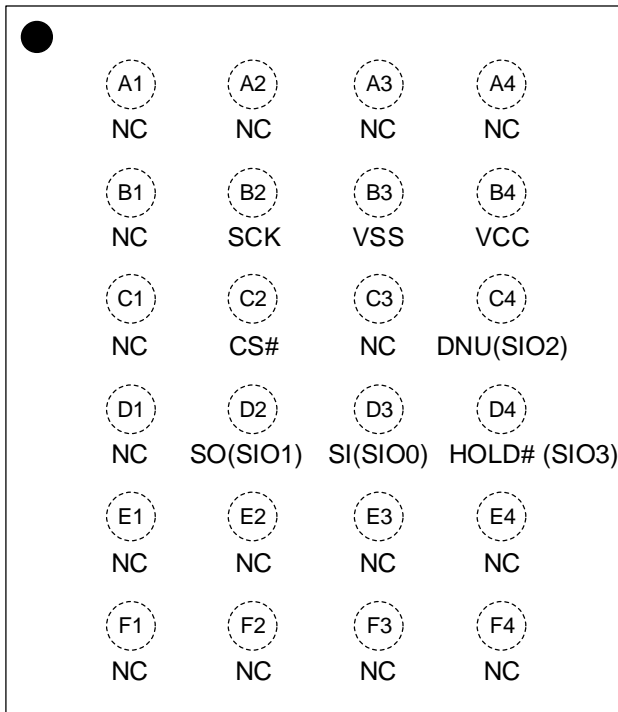 A1 A2 A3 A4
NC NC NC NC
B1 B2 B3 B4
NC SCK VSS VCC
C1 C2 C3 C4
NC CS# NC DNU(SIO2)
D1 D2 D3 D4
NC SO(SIO1) SI(SIO0) HOLD# (SIO3)
E1 E2 E3 E4
NC NC NC NC
F1 F2 F3 F4
NC NC NC NC